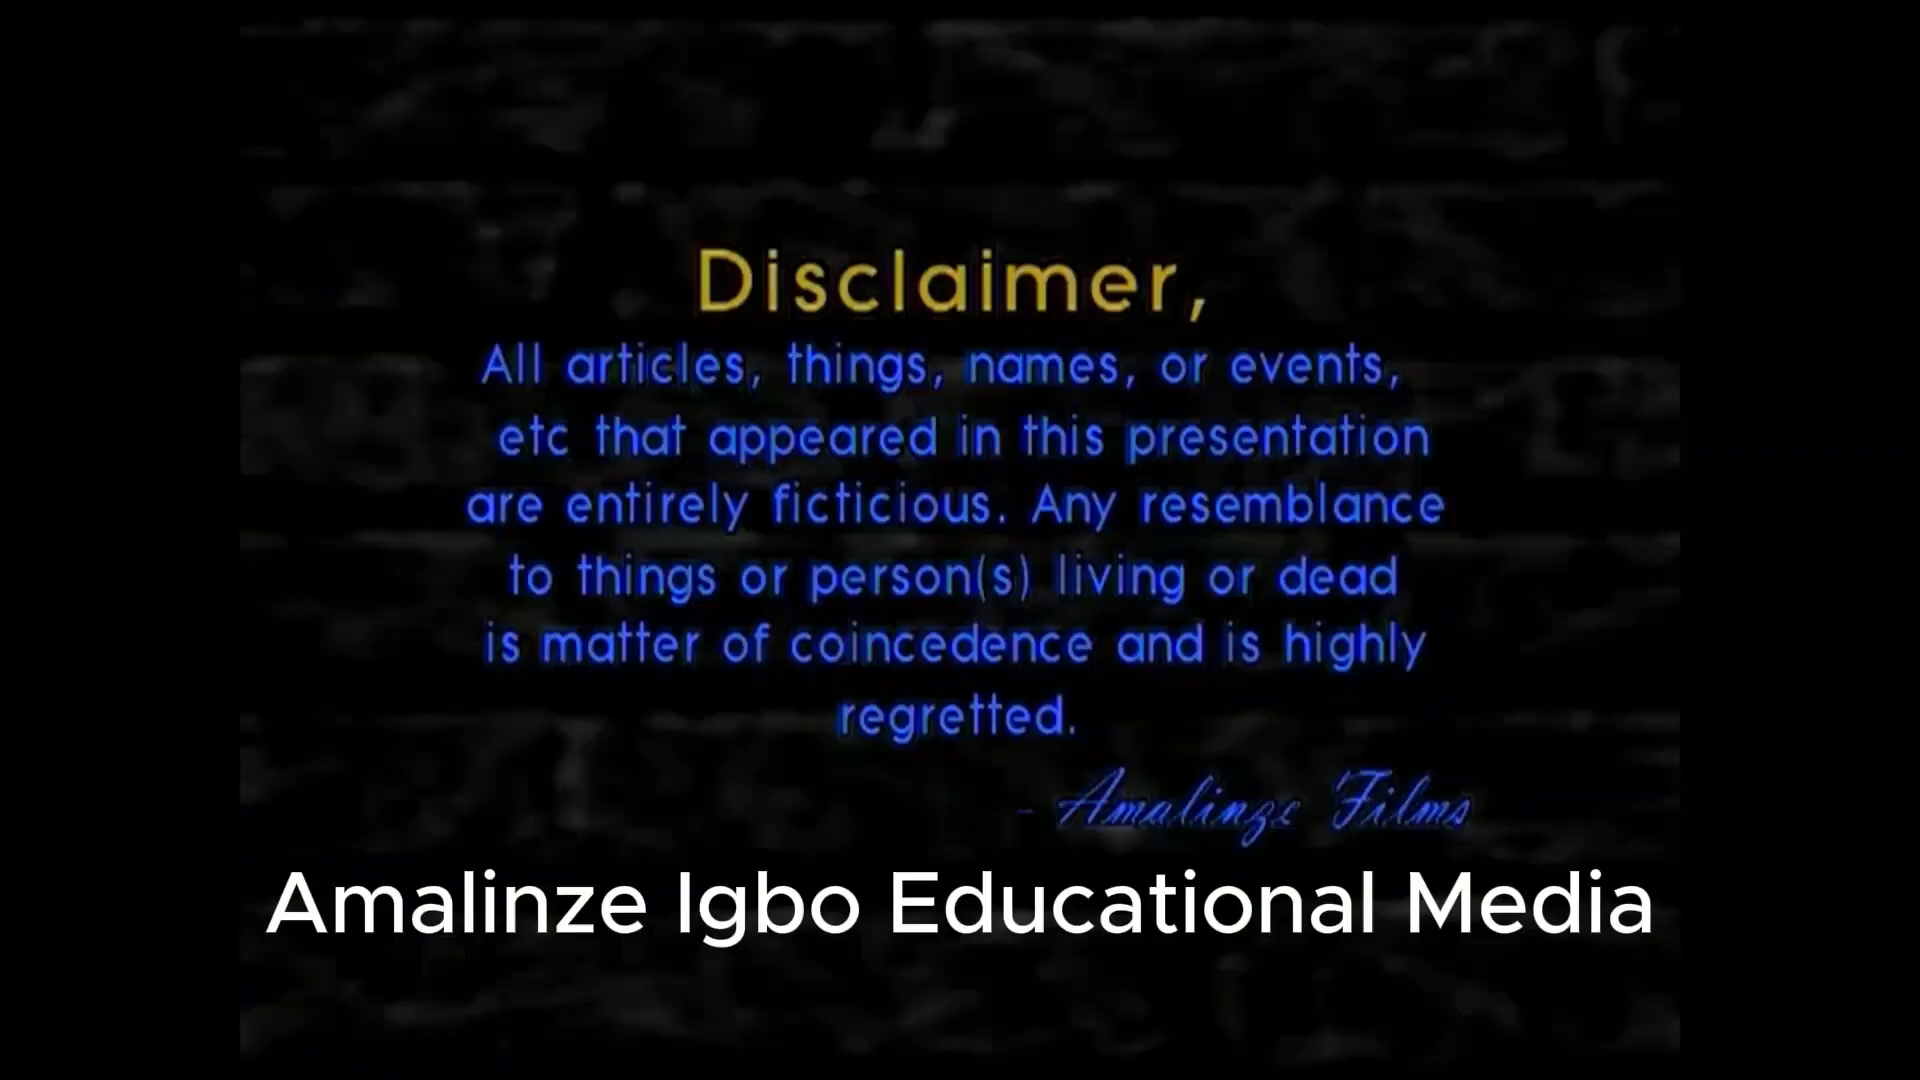 Disclaimer,
All articles, things, names, or events,
etc that appeared in this presentation
are entirely ficticious. Any resemblance
to things or person(s) living or dead
is matter of coincedence and is highly
regretted.
- Amalinze Films
Amalinze Igbo Educational Media